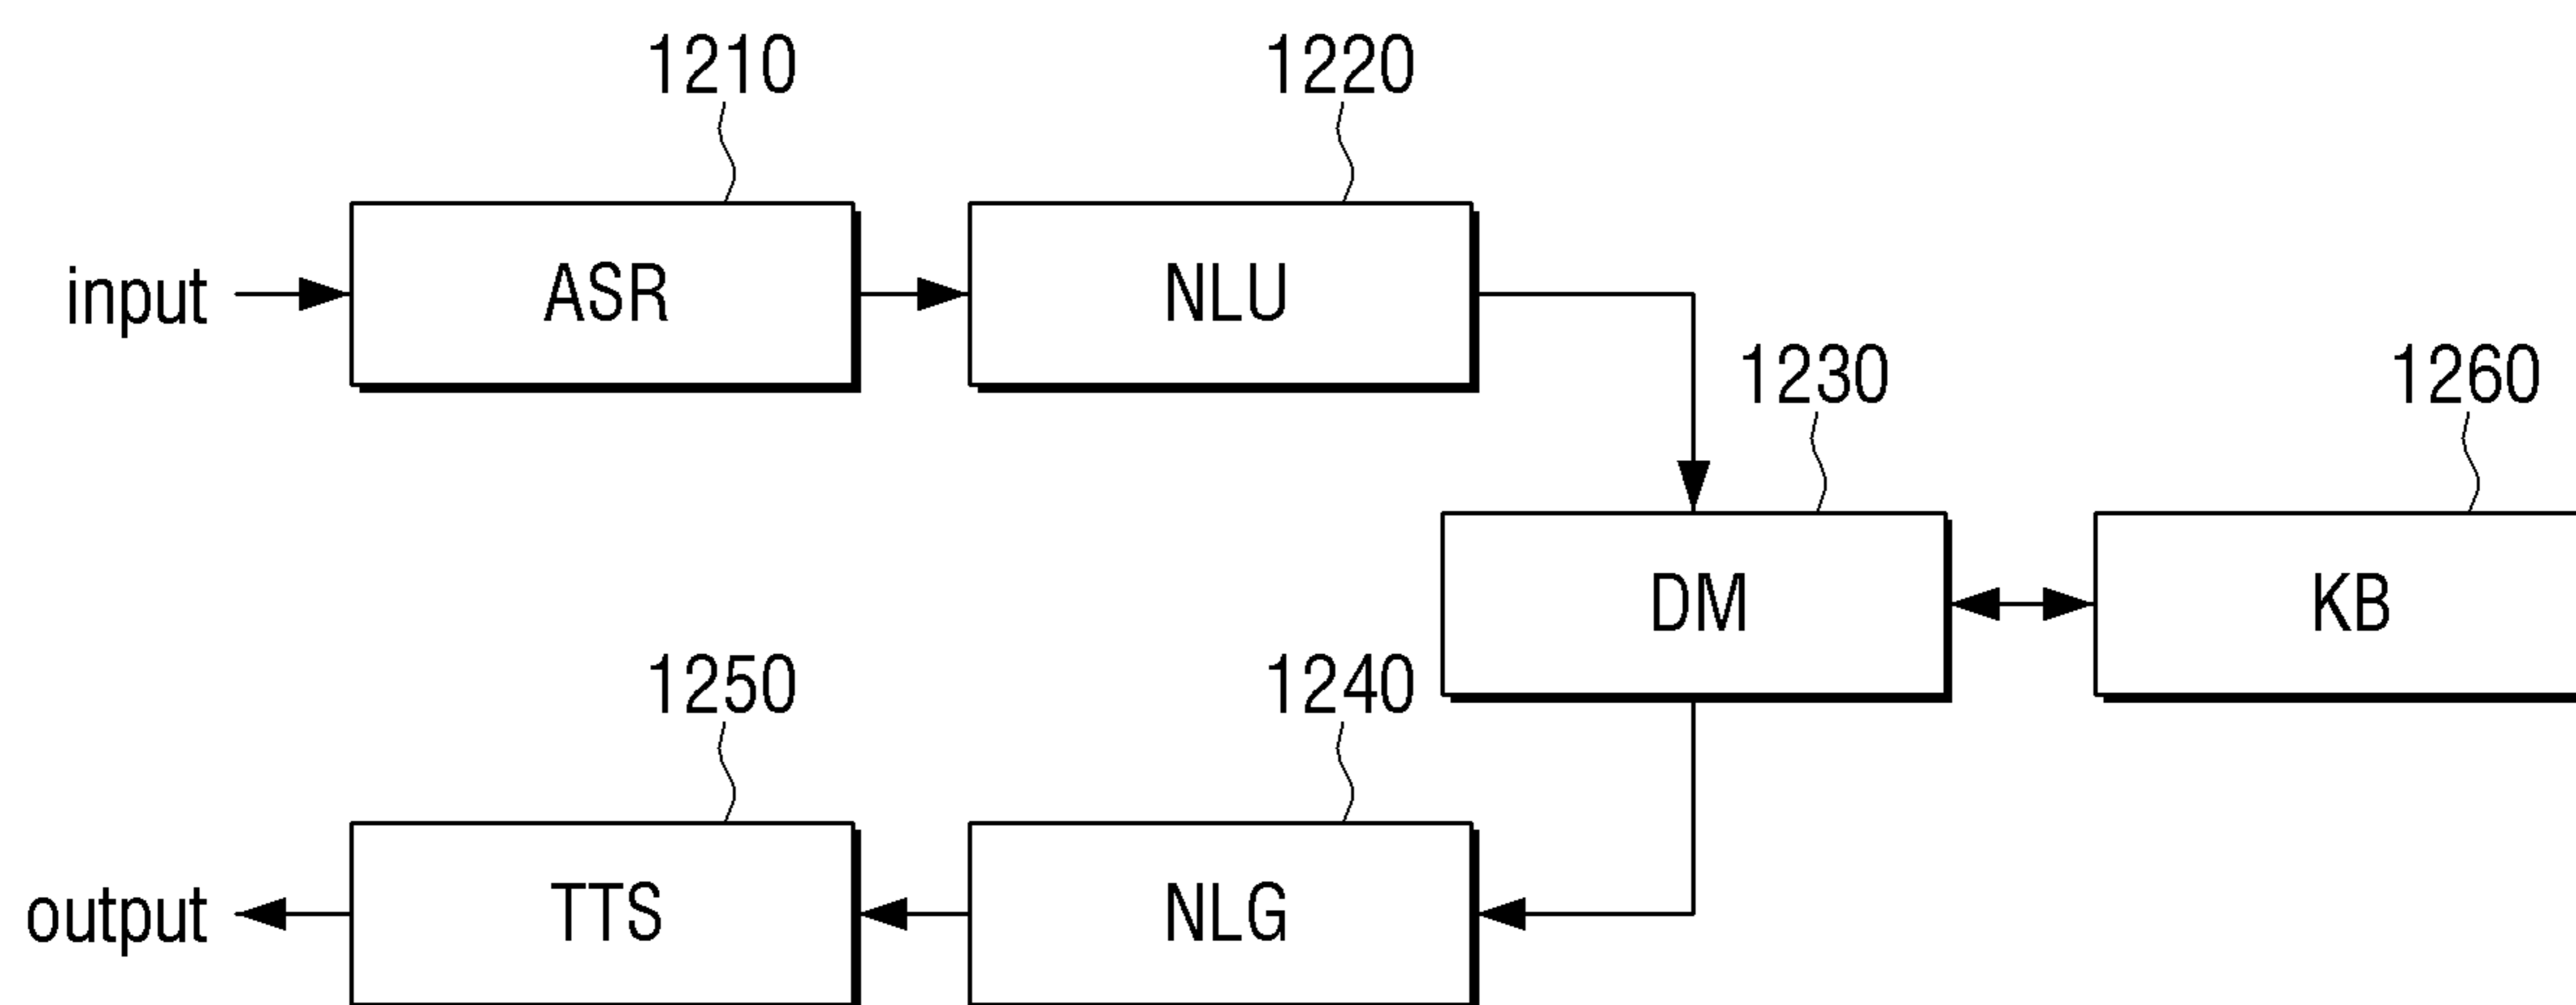 1210 1220
input ASR NLU
1230 1260
DM KB
1250 1240
output TTS NLG